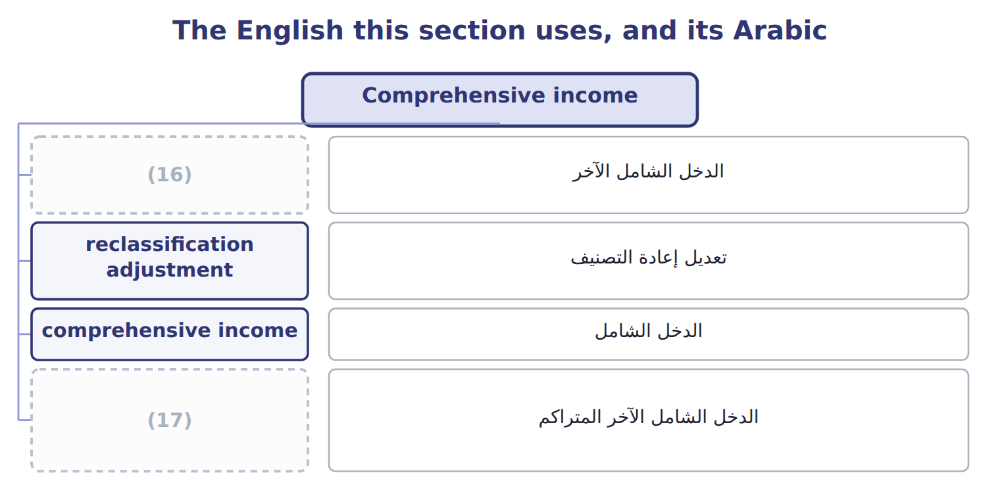 The English this section uses, and its Arabic
Comprehensive income
(16)
الدخل الشامل الآخر
reclassification
adjustment
تعديل إعادة التصنيف
comprehensive income
الدخل الشامل
(17)
الدخل الشامل الآخر المتراكم